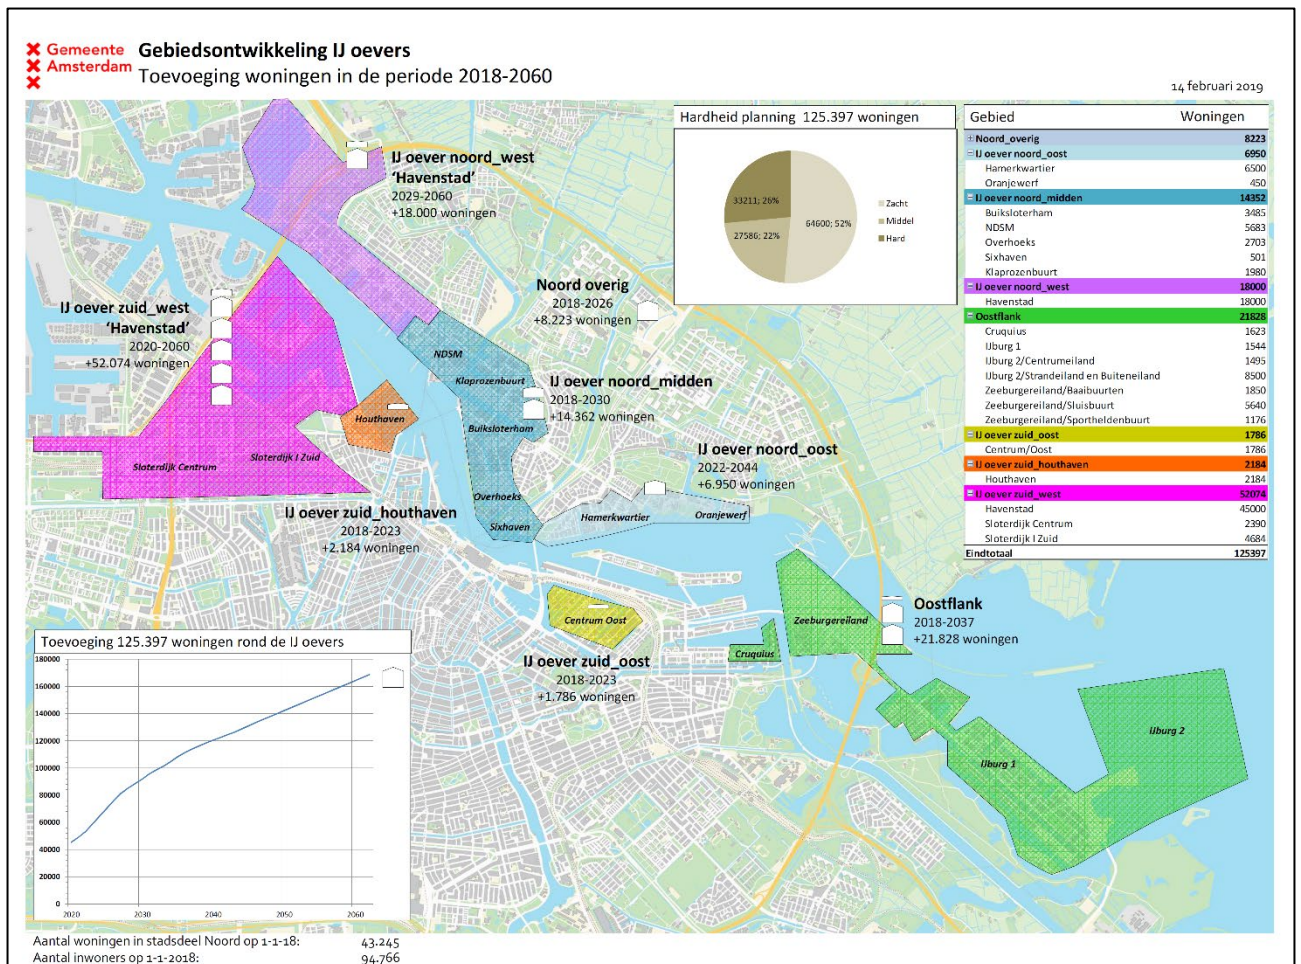 Gemeente
Amsterdam
Gebiedsontwikkeling IJ oevers
Toevoeging woningen in de periode 2018-2060
14 februari 2019
IJ oever noord_west
'Havenstad'
2029-2060
+18.000 woningen
IJ oever zuid_west
'Havenstad'
2020-2060
+52.074 woningen
Noord overig
2018-2026
+8.223 woningen
IJ oever noord_midden
2018-2030
+14.362 woningen
IJ oever noord_oost
2022-2044
+6.950 woningen
IJ oever zuid_houthaven
2018-2023
+2.184 woningen
IJ oever zuid_oost
2018-2023
+1.786 woningen
Oostflank
2018-2037
+21.828 woningen
NDSM
Klaprozenbuurt
Houthaven
Buiksloterham
Sloterdijk Centrum
Sloterdijk I Zuid
Overhoeks
Sixhaven
Hamerkwartier
Oranjewerf
Centrum Oost
Cruquius
Zeeburgereiland
IJburg 1
IJburg 2
Hardheid planning 125.397 woningen
33211; 26%
27586; 22%
64600; 52%
Zacht
Middel
Hard
Gebied Woningen
Noord_overig 8223
IJ oever noord_oost 6950
Hamerkwartier 6500
Oranjewerf 450
IJ oever noord_midden 14352
Buiksloterham 3485
NDSM 5683
Overhoeks 2703
Sixhaven 501
Klaprozenbuurt 1980
IJ oever noord_west 18000
Havenstad 18000
Oostflank 21828
Cruquius 1623
IJburg 1 1544
IJburg 2/Centrumeiland 1495
IJburg 2/Strandeiland en Buiteneiland 8500
Zeeburgereiland/Baaibuurten 1850
Zeeburgereiland/Sluisbuurt 5640
Zeeburgereiland/Sportheldenbuurt 1176
IJ oever zuid_oost 1786
Centrum/Oost 1786
IJ oever zuid_houthaven 2184
Houthaven 2184
IJ oever zuid_west 52074
Havenstad 45000
Sloterdijk Centrum 2390
Sloterdijk I Zuid 4684
Eindtotaal 125397
Toevoeging 125.397 woningen rond de IJ oevers
180000
160000
140000
120000
100000
80000
60000
40000
20000
0
2020 2030 2040 2050 2060
Aantal woningen in stadsdeel Noord op 1-1-18: 43.245
Aantal inwoners op 1-1-2018: 94.766